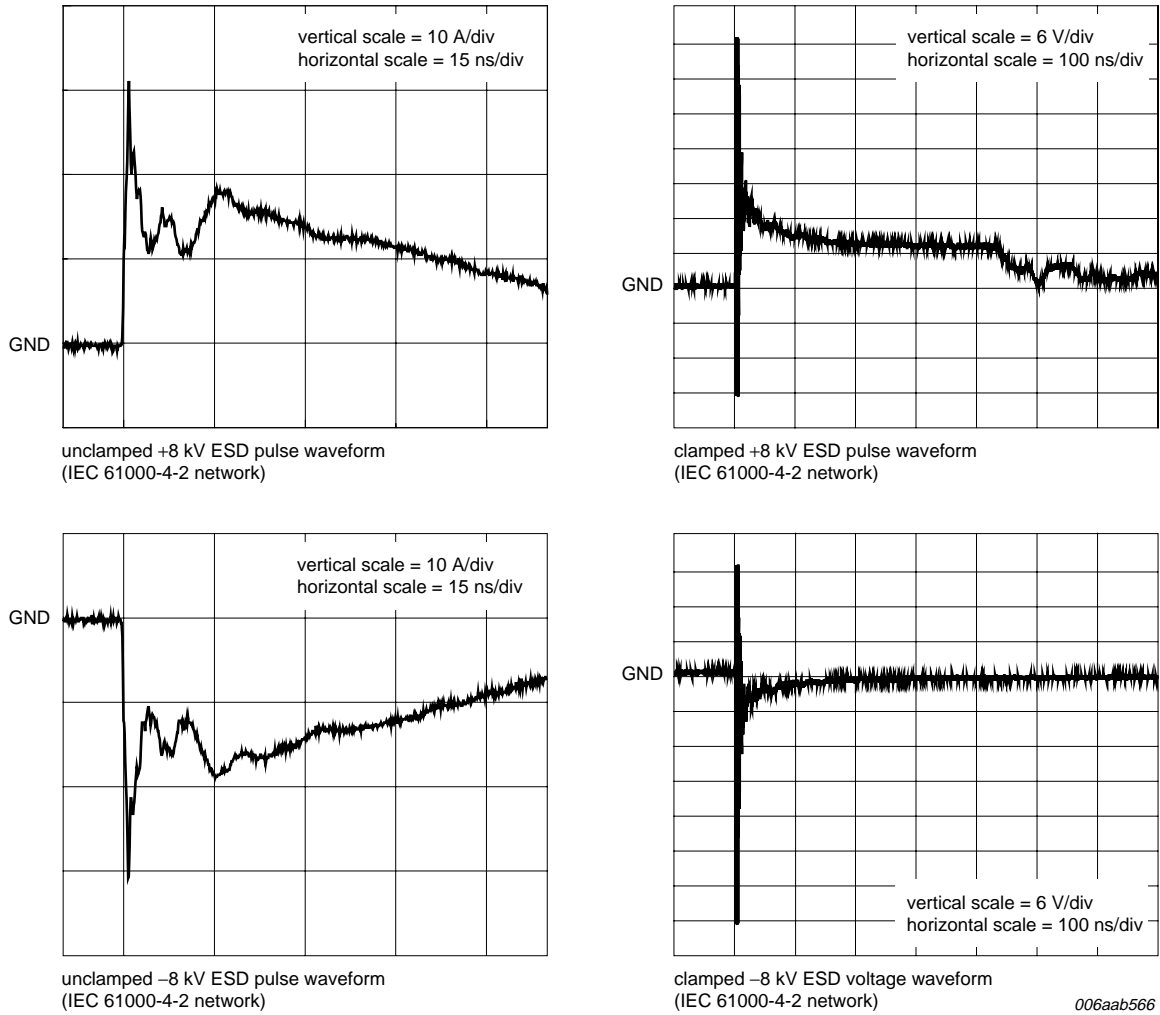 vertical scale = 10 A/div
horizontal scale = 15 ns/div
GND
unclamped +8 kV ESD pulse waveform
(IEC 61000-4-2 network)
vertical scale = 6 V/div
horizontal scale = 100 ns/div
GND
clamped +8 kV ESD pulse waveform
(IEC 61000-4-2 network)
vertical scale = 10 A/div
horizontal scale = 15 ns/div
GND
unclamped −8 kV ESD pulse waveform
(IEC 61000-4-2 network)
GND
vertical scale = 6 V/div
horizontal scale = 100 ns/div
clamped −8 kV ESD voltage waveform
(IEC 61000-4-2 network)
006aab566